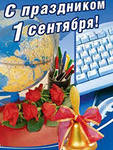 С праздником
1 сентября!